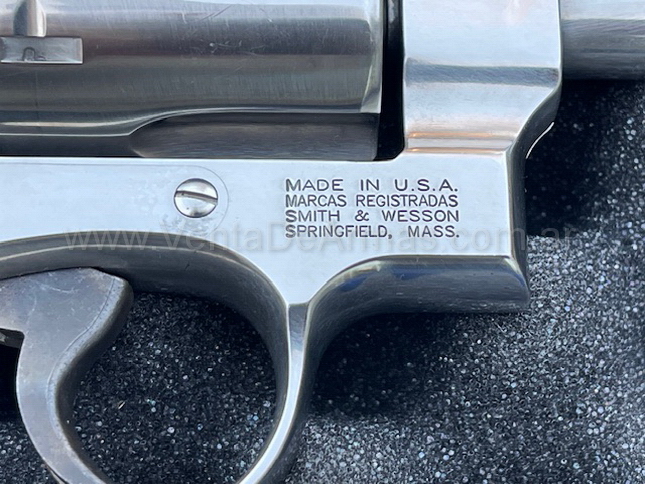 MADE IN U.S.A.
MARCAS REGISTRADAS
SMITH & WESSON
SPRINGFIELD, MASS.
www.VentaDeArmas.com.ar